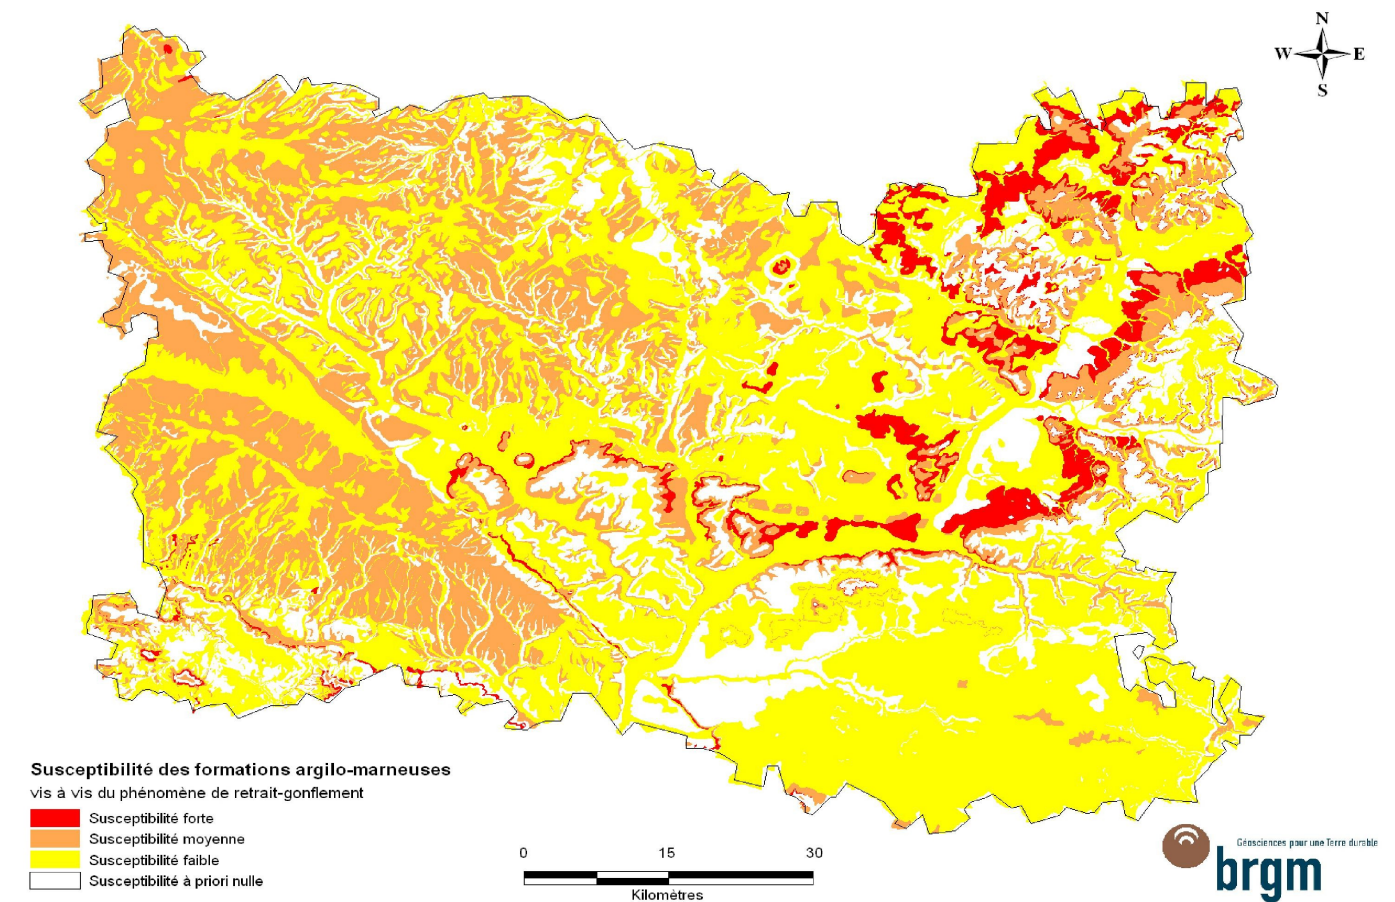 N
W E
S
Susceptibilité des formations argilo-marneuses
vis à vis du phénomène de retrait-gonflement
Susceptibilité forte
Susceptibilité moyenne
Susceptibilité faible
Susceptibilité à priori nulle
0 15 30
Kilomètres
Géosciences pour une Terre durable
brgm